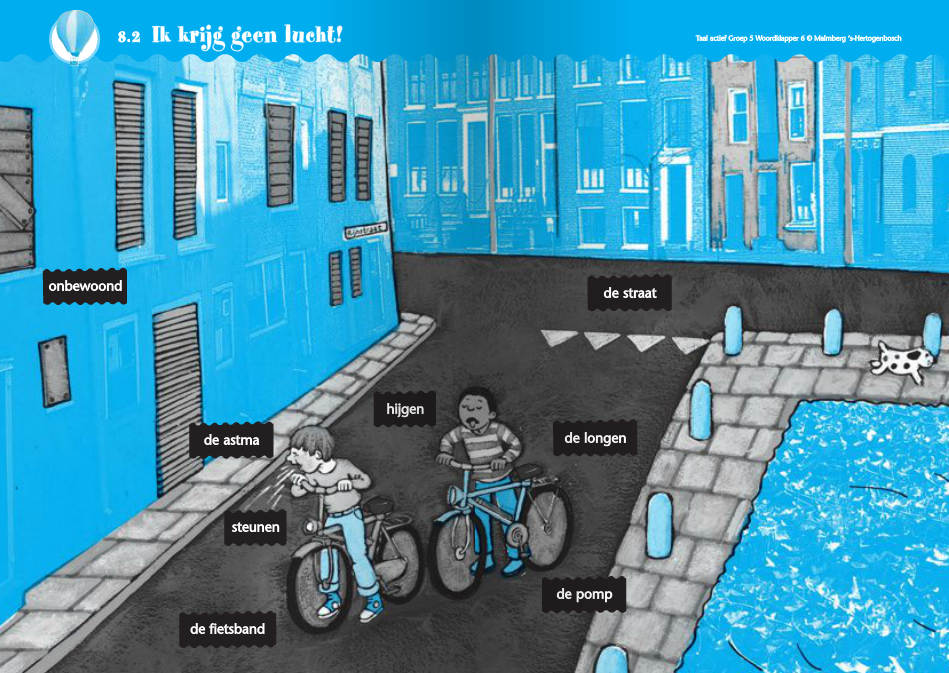 8.2 Ik krijg geen lucht!
Taal actief Groep 5 Woordklapper 6 © Malmberg 's-Hertogenbosch
Rijnstraat
onbewoond
de straat
hijgen
de astma
de longen
steunen
de pomp
de fietsband